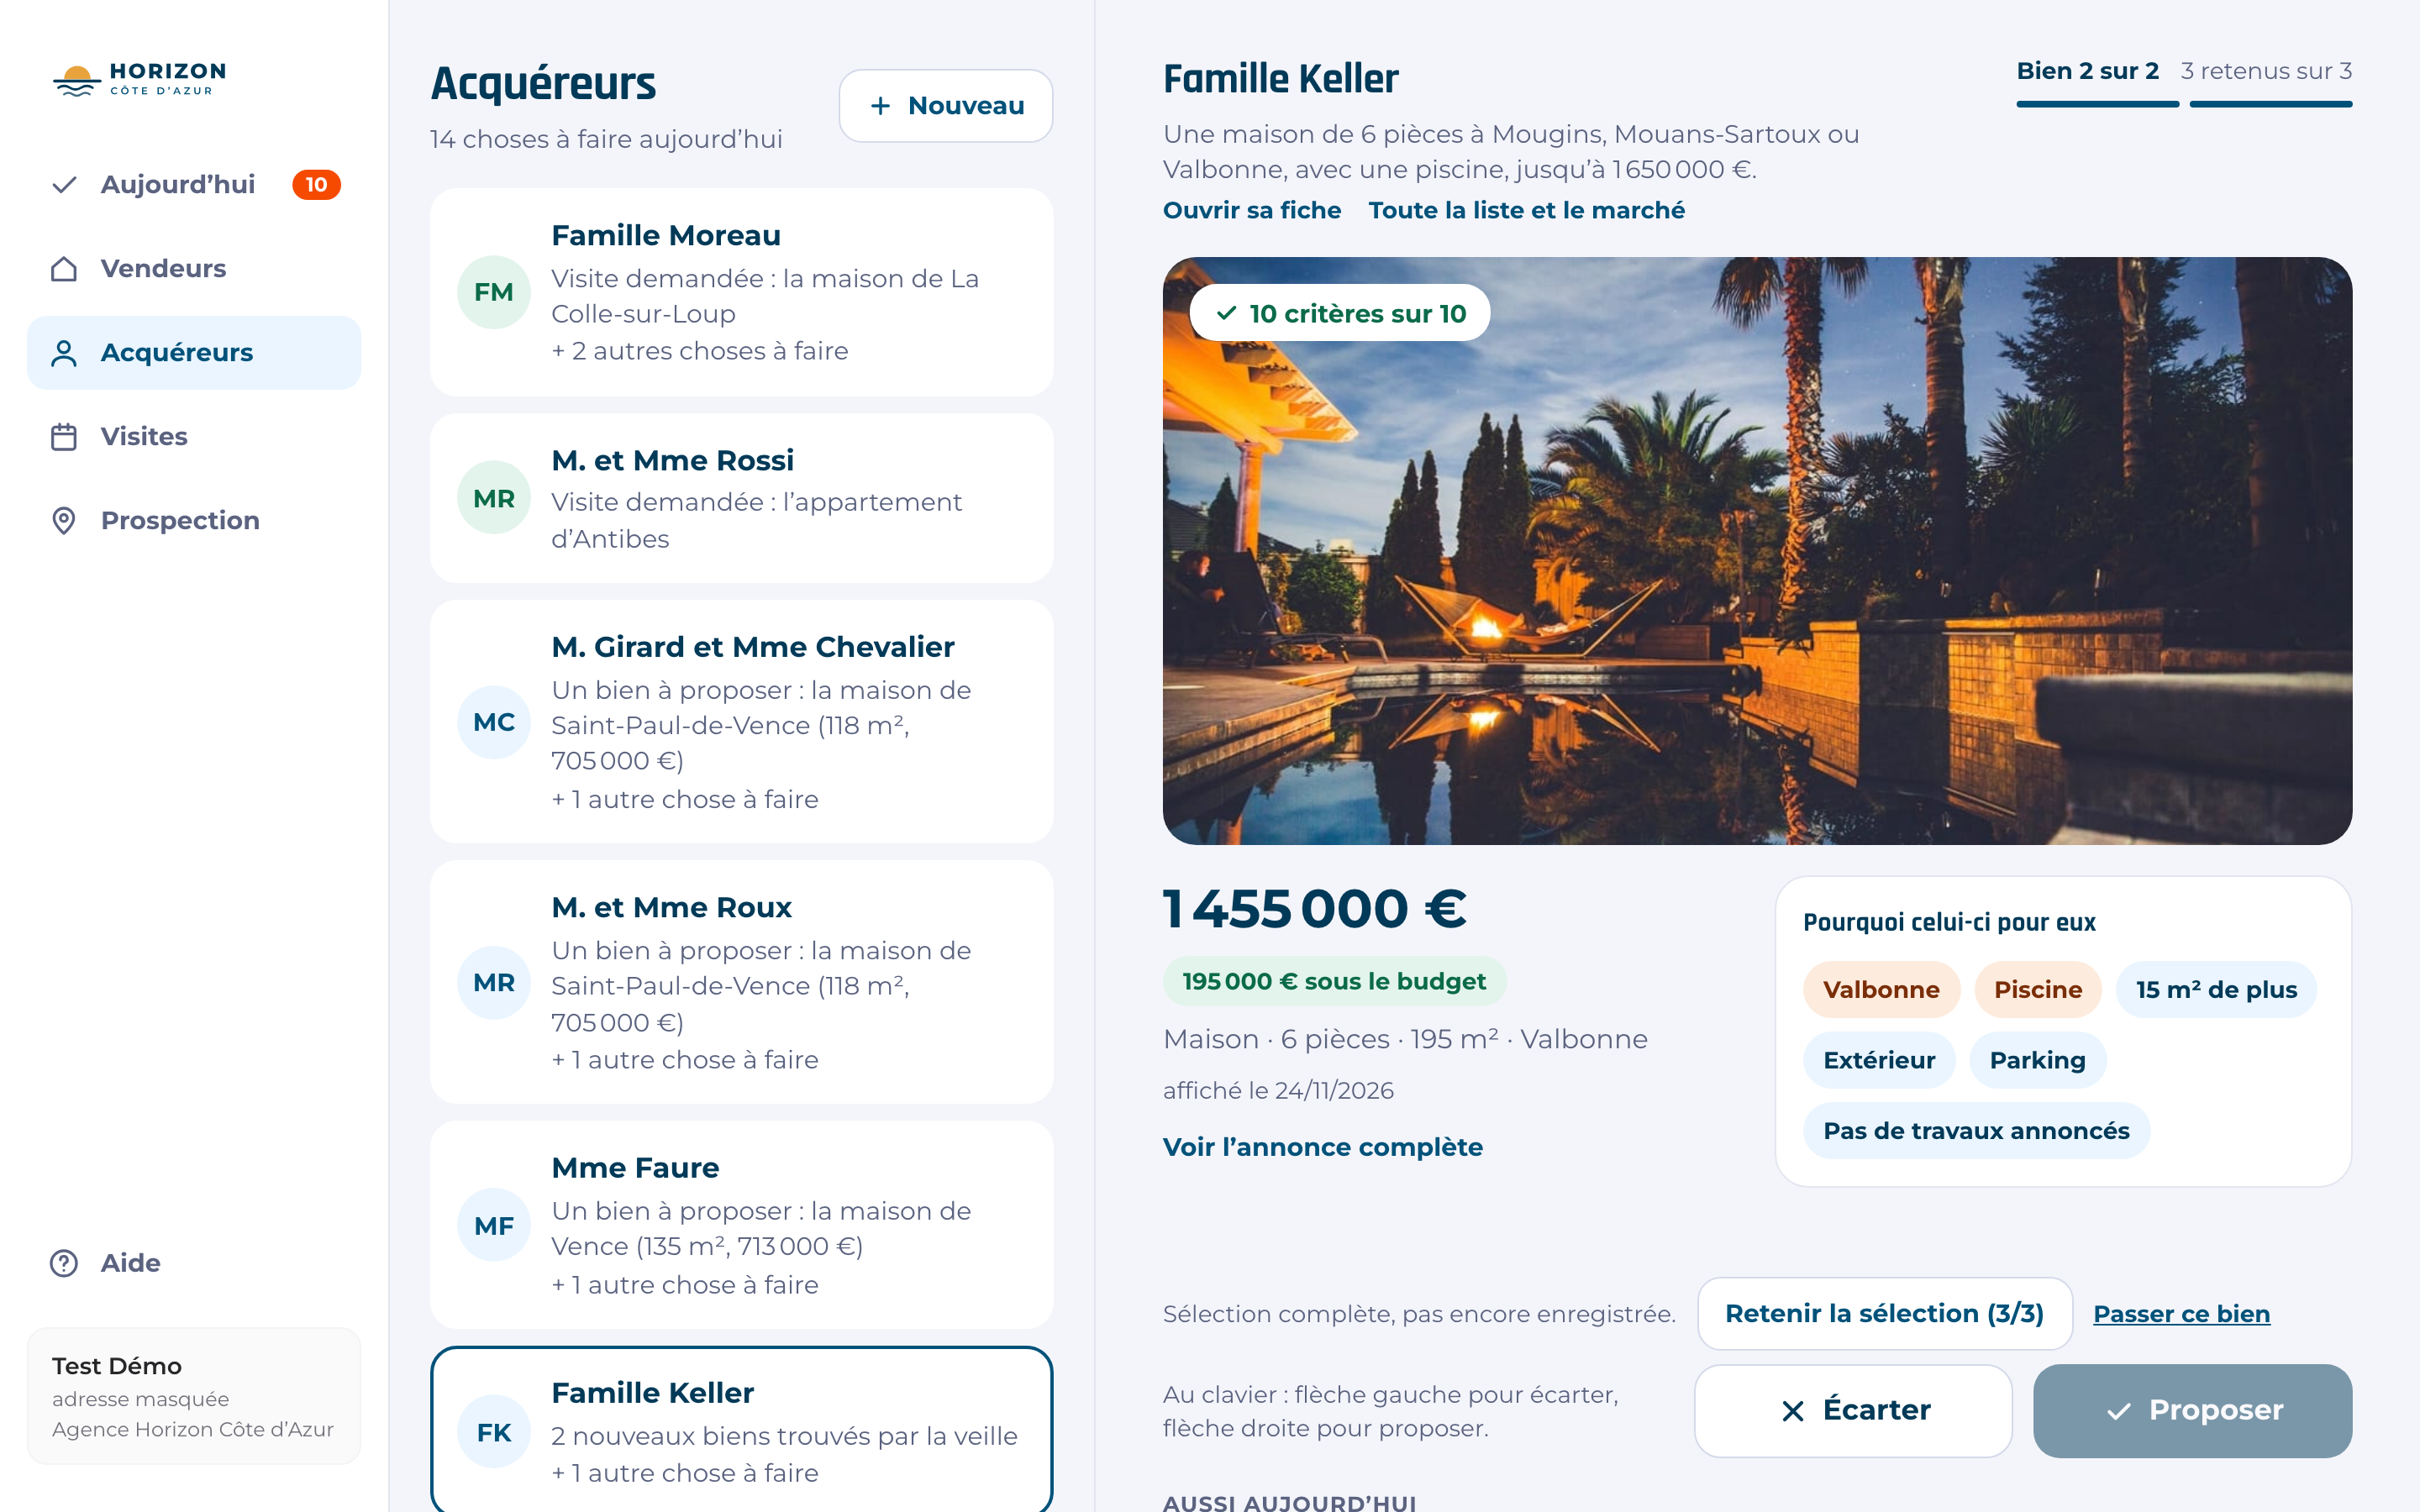 HORIZON
CÔTE D'AZUR
Aujourd’hui 10
Vendeurs
Acquéreurs
Visites
Prospection
Aide
Test Démo
adresse masquée
Agence Horizon Côte d’Azur
Acquéreurs
14 choses à faire aujourd’hui
+ Nouveau
FM
Famille Moreau
Visite demandée : la maison de La
Colle-sur-Loup
+ 2 autres choses à faire
MR
M. et Mme Rossi
Visite demandée : l’appartement
d’Antibes
MC
M. Girard et Mme Chevalier
Un bien à proposer : la maison de
Saint-Paul-de-Vence (118 m²,
705 000 €)
+ 1 autre chose à faire
MR
M. et Mme Roux
Un bien à proposer : la maison de
Saint-Paul-de-Vence (118 m²,
705 000 €)
+ 1 autre chose à faire
MF
Mme Faure
Un bien à proposer : la maison de
Vence (135 m², 713 000 €)
+ 1 autre chose à faire
FK
Famille Keller
2 nouveaux biens trouvés par la veille
+ 1 autre chose à faire
Famille Keller
Bien 2 sur 2 3 retenus sur 3
Une maison de 6 pièces à Mougins, Mouans-Sartoux ou
Valbonne, avec une piscine, jusqu’à 1 650 000 €.
Ouvrir sa fiche Toute la liste et le marché
10 critères sur 10
1 455 000 €
195 000 € sous le budget
Maison · 6 pièces · 195 m² · Valbonne
affiché le 24/11/2026
Voir l’annonce complète
Pourquoi celui-ci pour eux
Valbonne Piscine 15 m² de plus
Extérieur Parking
Pas de travaux annoncés
Sélection complète, pas encore enregistrée. Retenir la sélection (3/3) Passer ce bien
Au clavier : flèche gauche pour écarter,
flèche droite pour proposer.
Écarter Proposer
AUSSI AUJOURD’HUI